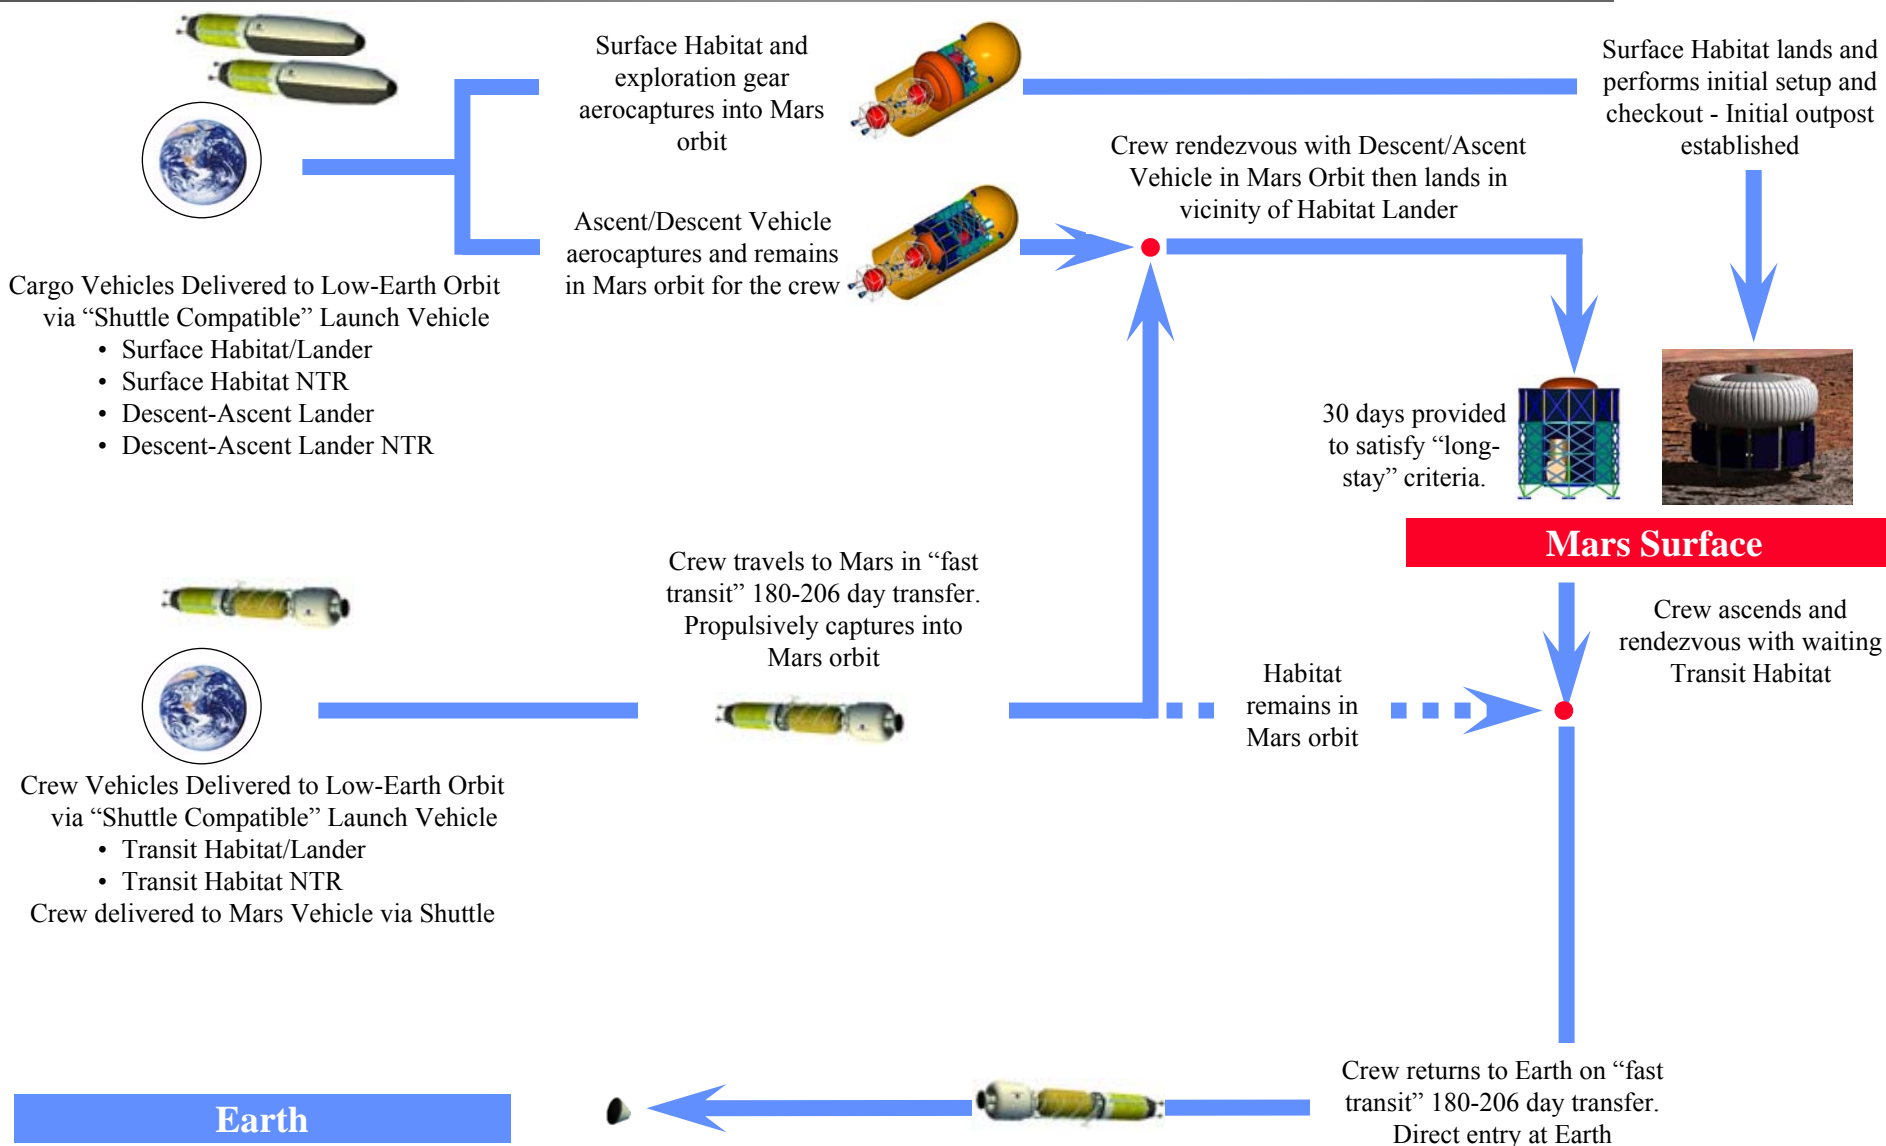 Surface Habitat and
exploration gear
aerocaptures into Mars
orbit
Surface Habitat lands and
performs initial setup and
checkout - Initial outpost
established
Crew rendezvous with Descent/Ascent
Vehicle in Mars Orbit then lands in
vicinity of Habitat Lander
Ascent/Descent Vehicle
aerocaptures and remains
in Mars orbit for the crew
Cargo Vehicles Delivered to Low-Earth Orbit
via “Shuttle Compatible” Launch Vehicle
• Surface Habitat/Lander
• Surface Habitat NTR
• Descent-Ascent Lander
• Descent-Ascent Lander NTR
30 days provided
to satisfy “long-
stay” criteria.
Mars Surface
Crew travels to Mars in “fast
transit” 180-206 day transfer.
Propulsively captures into
Mars orbit
Crew ascends and
rendezvous with waiting
Transit Habitat
Habitat
remains in
Mars orbit
Crew Vehicles Delivered to Low-Earth Orbit
via “Shuttle Compatible” Launch Vehicle
• Transit Habitat/Lander
• Transit Habitat NTR
Crew delivered to Mars Vehicle via Shuttle
Crew returns to Earth on “fast
transit” 180-206 day transfer.
Direct entry at Earth
Earth